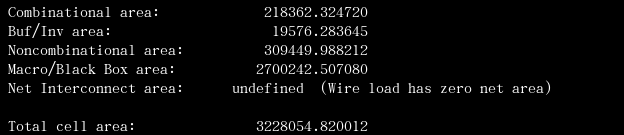 Combinational area: 218362.324720
Buf/Inv area: 19576.283645
Noncombinational area: 309449.988212
Macro/Black Box area: 2700242.507080
Net Interconnect area: undefined (Wire load has zero net area)
Total cell area: 3228054.820012